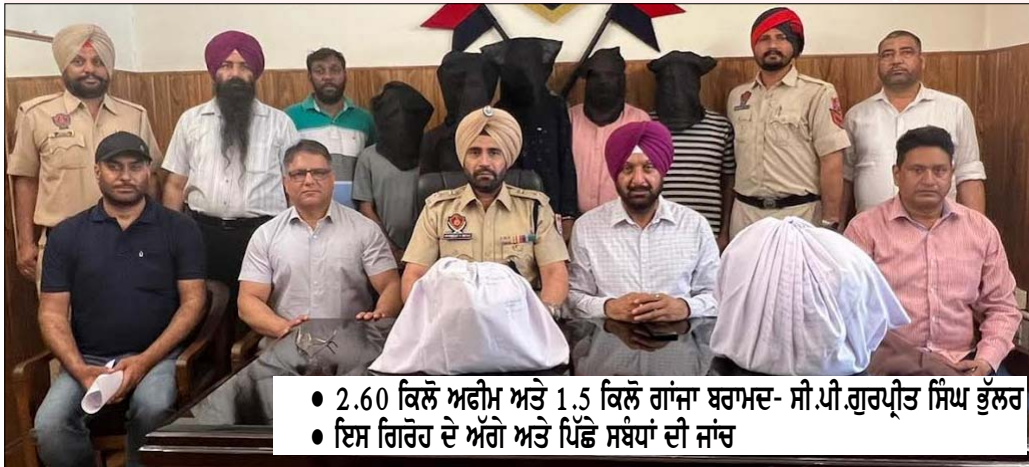 • 2.60 ਕਿਲੋ ਅਫੀਮ ਅਤੇ 1.5 ਕਿਲੋ ਗਾਂਜਾ ਬਰਾਮਦ- ਸੀ.ਪੀ.ਗੁਰਪ੍ਰੀਤ ਸਿੰਘ ਭੁੱਲਰ
• ਇਸ ਗਿਰੋਹ ਦੇ ਅੱਗੇ ਅਤੇ ਪਿੱਛੇ ਸਬੰਧਾਂ ਦੀ ਜਾਂਚ